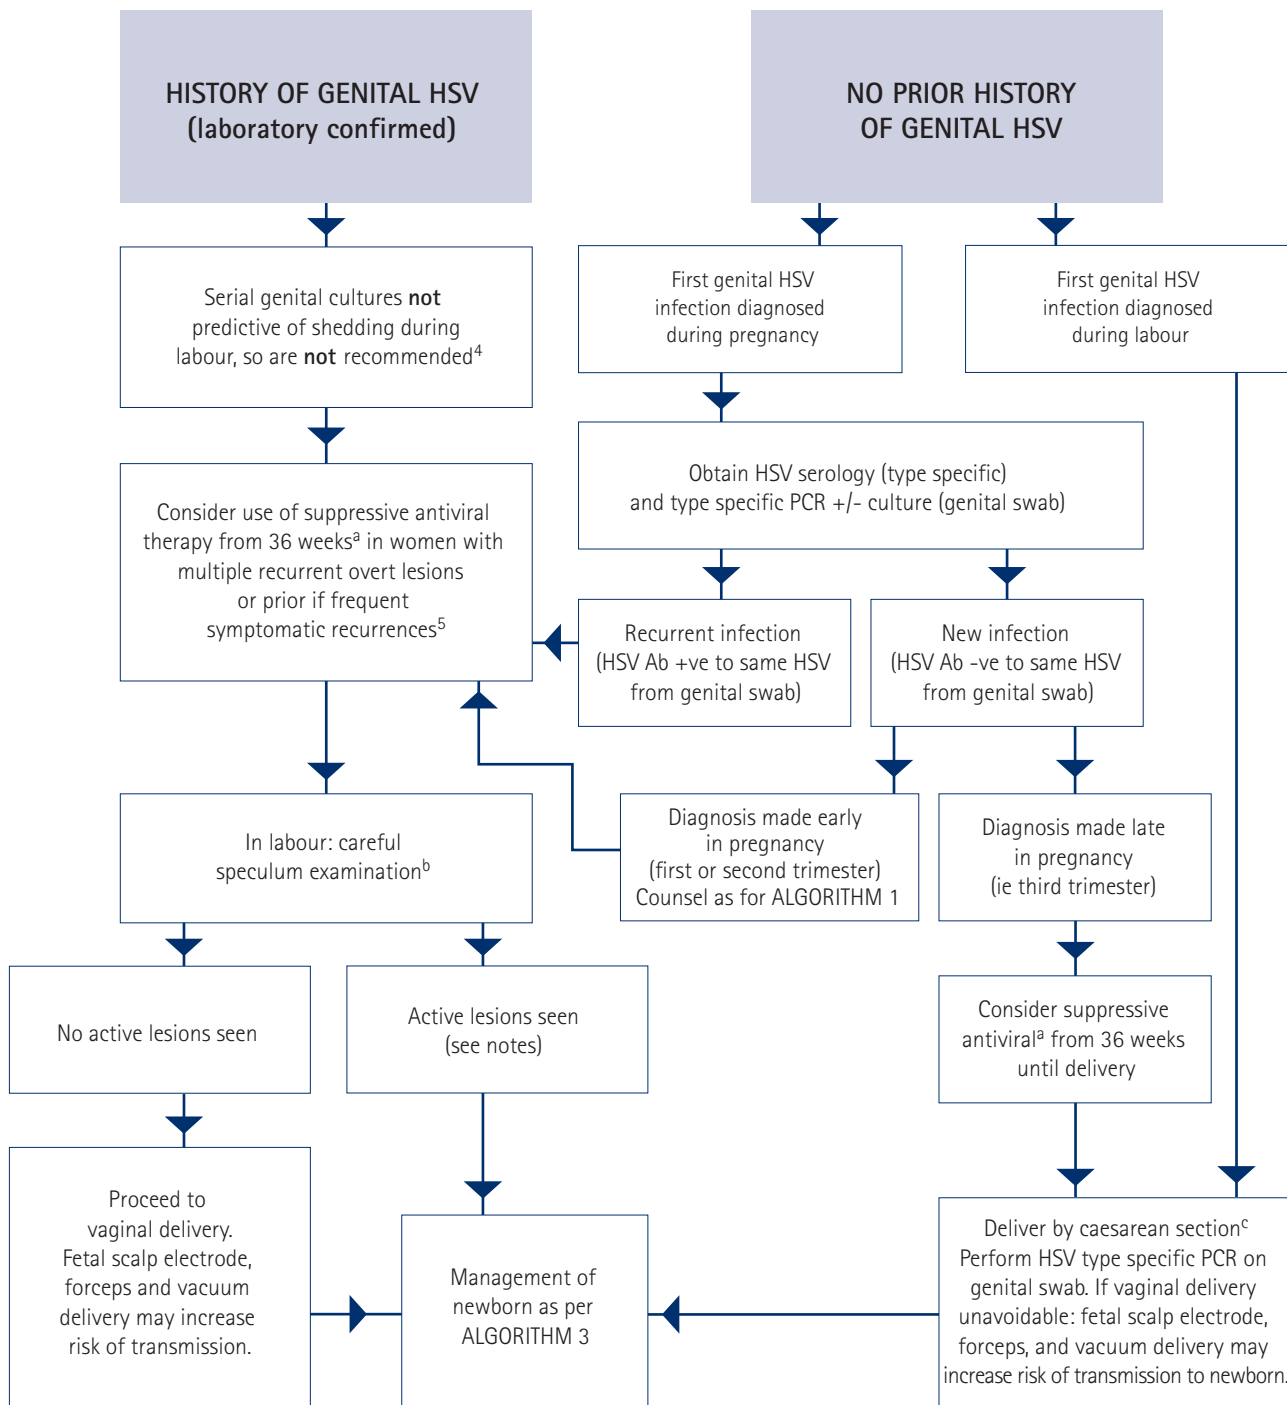 HISTORY OF GENITAL HSV
(laboratory confirmed)
NO PRIOR HISTORY
OF GENITAL HSV
Serial genital cultures not
predictive of shedding during
labour, so are not recommended4
First genital HSV
infection diagnosed
during pregnancy
First genital HSV
infection diagnosed
during labour
Obtain HSV serology (type specific)
and type specific PCR +/- culture (genital swab)
Consider use of suppressive antiviral
therapy from 36 weeksa in women with
multiple recurrent overt lesions
or prior if frequent
symptomatic recurrences5
Recurrent infection
(HSV Ab +ve to same HSV
from genital swab)
New infection
(HSV Ab -ve to same HSV
from genital swab)
In labour: careful
speculum examinationb
Diagnosis made early
in pregnancy
(first or second trimester)
Counsel as for ALGORITHM 1
Diagnosis made late
in pregnancy
(ie third trimester)
No active lesions seen
Active lesions seen
(see notes)
Consider suppressive
antivirala from 36 weeks
until delivery
Proceed to
vaginal delivery.
Fetal scalp electrode,
forceps and vacuum
delivery may increase
risk of transmission.
Management of
newborn as per
ALGORITHM 3
Deliver by caesarean sectionc
Perform HSV type specific PCR on
genital swab. If vaginal delivery
unavoidable: fetal scalp electrode,
forceps, and vacuum delivery may
increase risk of transmission to newborn.